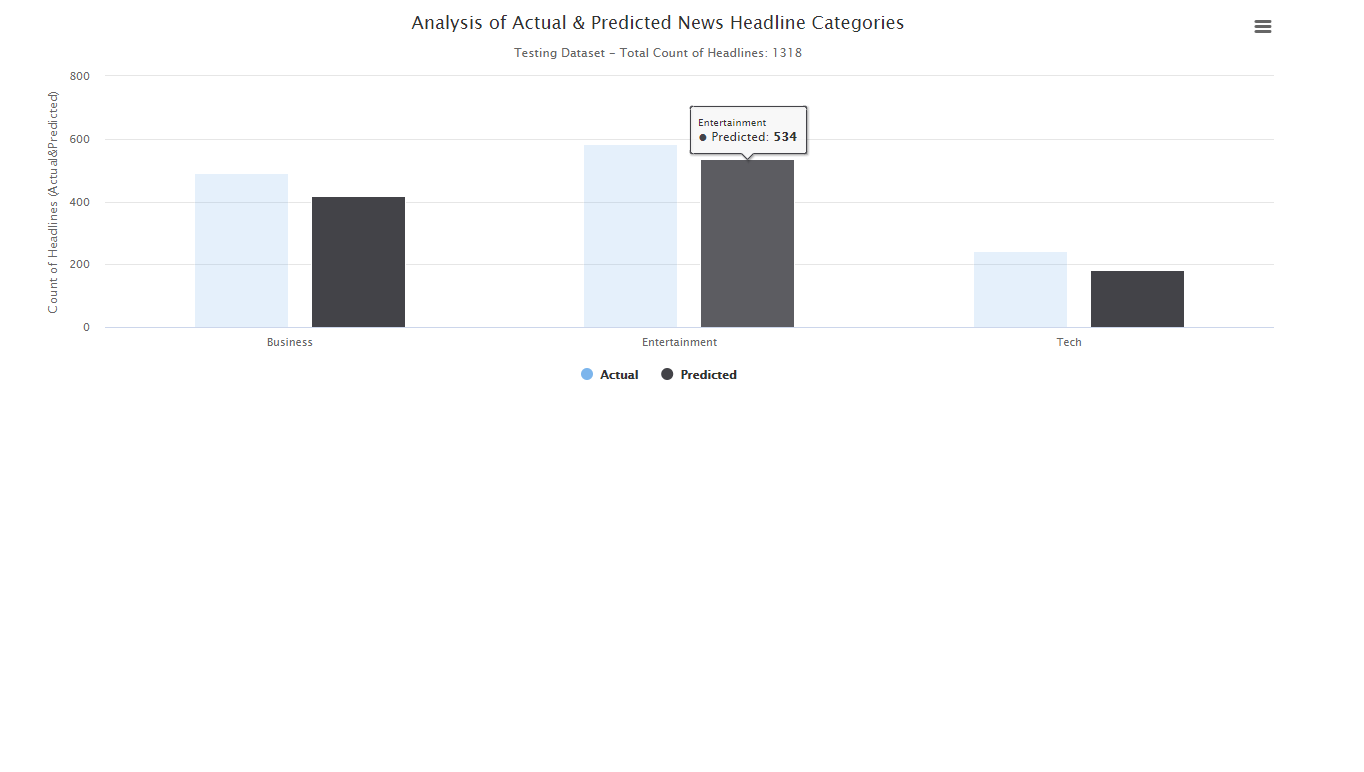 Analysis of Actual & Predicted News Headline Categories
Testing Dataset - Total Count of Headlines: 1318
Count of Headlines (Actual&Predicted)
800
600
400
200
0
Entertainment
● Predicted: 534
Business
Entertainment
Tech
Actual
Predicted